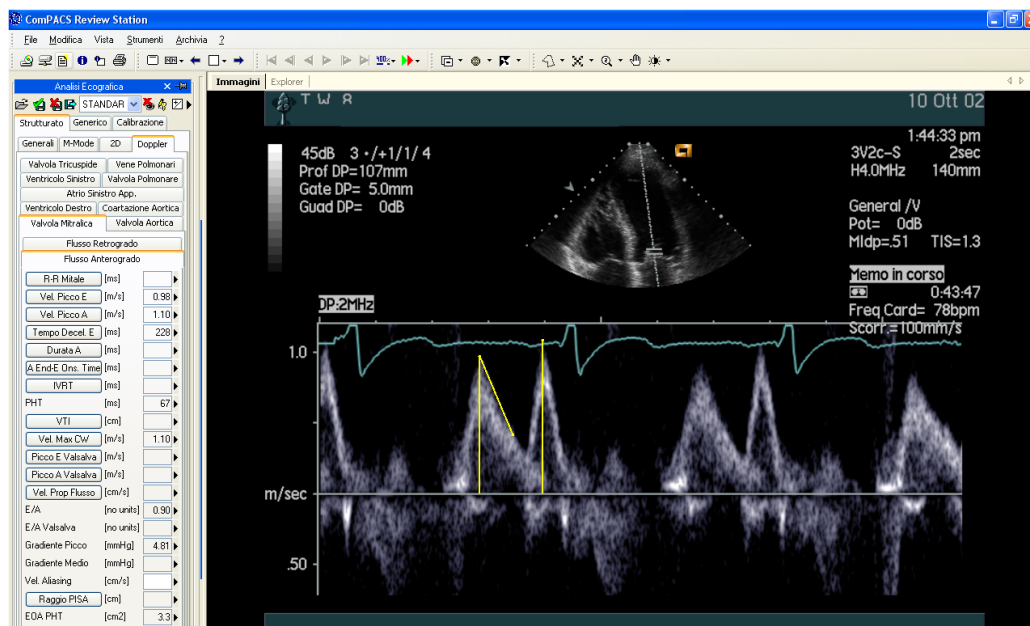 ComPACS Review Station
File Modifica Vista Strumenti Archivia ?
100%
Analisi Ecografica
STANDAR
Strutturato Generico Calibrazione
Generali M-Mode 2D Doppler
Valvola Tricuspide Vene Polmonari
Ventricolo Sinistro Valvola Polmonare
Atrio Sinistro App.
Ventricolo Destro Coartazione Aortica
Valvola Mitralica Valvola Aortica
Flusso Retrogrado
Flusso Anterogrado
R-R Mitale [ms]
Vel. Picco E [m/s] 0.98
Vel. Picco A [m/s] 1.10
Tempo Decel. E [ms] 228
Durata A [ms]
A End-E Ons. Time [ms]
IVRT [ms]
PHT [ms] 67
VTI [cm]
Vel. Max CW [m/s] 1.10
Picco E Valsalva [m/s]
Picco A Valsalva [m/s]
Vel. Prop Flusso [cm/s]
E/A [no units] 0.90
E/A Valsalva [no units]
Gradiente Picco [mmHg] 4.81
Gradiente Medio [mmHg]
Vel. Aliasing [cm/s]
Raggio PISA [cm]
EOA PHT [cm2] 3.3
Immagini Explorer
T W 8
10 Ott 02
1:44:33 pm
45dB 3 •/+1/1/ 4
Prof DP=107mm
Gate DP= 5.0mm
Guad DP= 0dB
3V2c-S 2sec
H4.0MHz 140mm
General /V
Pot= 0dB
MIdp=.51 TIS=1.3
Memo in corso
0:43:47
Freq Card= 78bpm
Scorr.=100mm/s
DP:2MHz
1.0
m/sec
.50